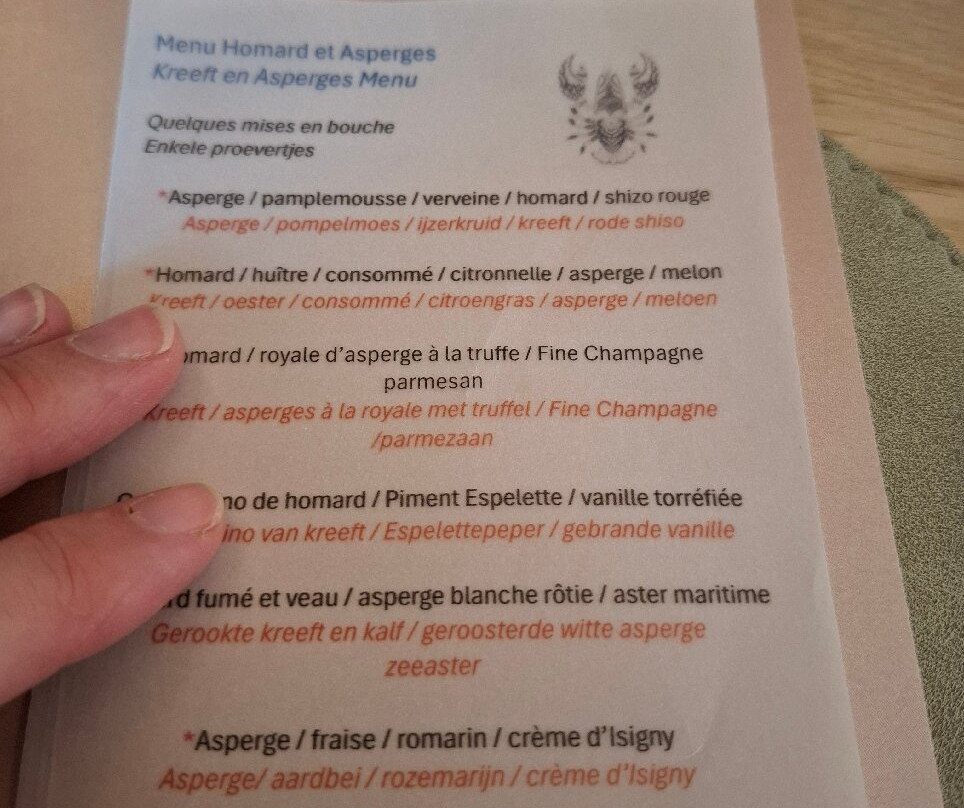 Menu Homard et Asperges
Kreeft en Asperges Menu
Quelques mises en bouche
Enkele proevertjes
*Asperge / pamplemousse / verveine / homard / shizo rouge
Asperge / pompelmoes / ijzerkruid / kreeft / rode shiso
*Homard / huître / consommé / citronnelle / asperge / melon
Kreeft / oester / consommé / citroengras / asperge / meloen
/ royale d'asperge à la truffe / Fine Champagne
parmesan
Kreeft / asperges à la royale met truffel / Fine Champagne
/parmezaan
de homard / Piment Espelette / vanille torréfiée
van kreeft / Espelettepeper / gebrande vanille
fumé et veau / asperge blanche rôtie / aster maritime
Gerookte kreeft en kalf / geroosterde witte asperge
zeeaster
*Asperge / fraise / romarin / crème d'Isigny
Asperge/ aardbei / rozemarijn / crème d'Isigny